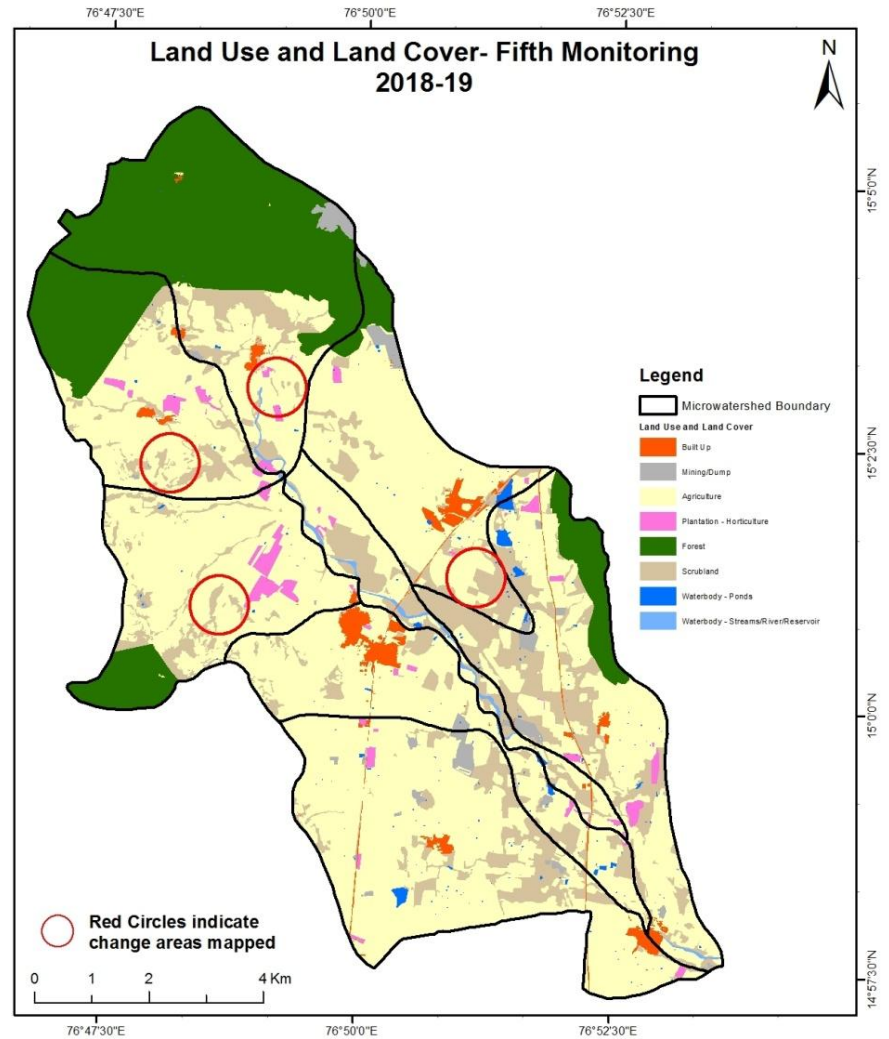 76°47'30"E 76°50'0"E 76°52'30"E
Land Use and Land Cover- Fifth Monitoring
2018-19
N
15°5'0"N
Legend
Microwatershed Boundary
Land Use and Land Cover
Built Up
Mining/Dump
Agriculture
Plantation - Horticulture
Forest
Scrubland
Waterbody - Ponds
Waterbody - Streams/River/Reservoir
15°2'30"N
15°0'0"N
14°57'30"N
Red Circles indicate
change areas mapped
0 1 2 4 Km
76°47'30"E 76°50'0"E 76°52'30"E